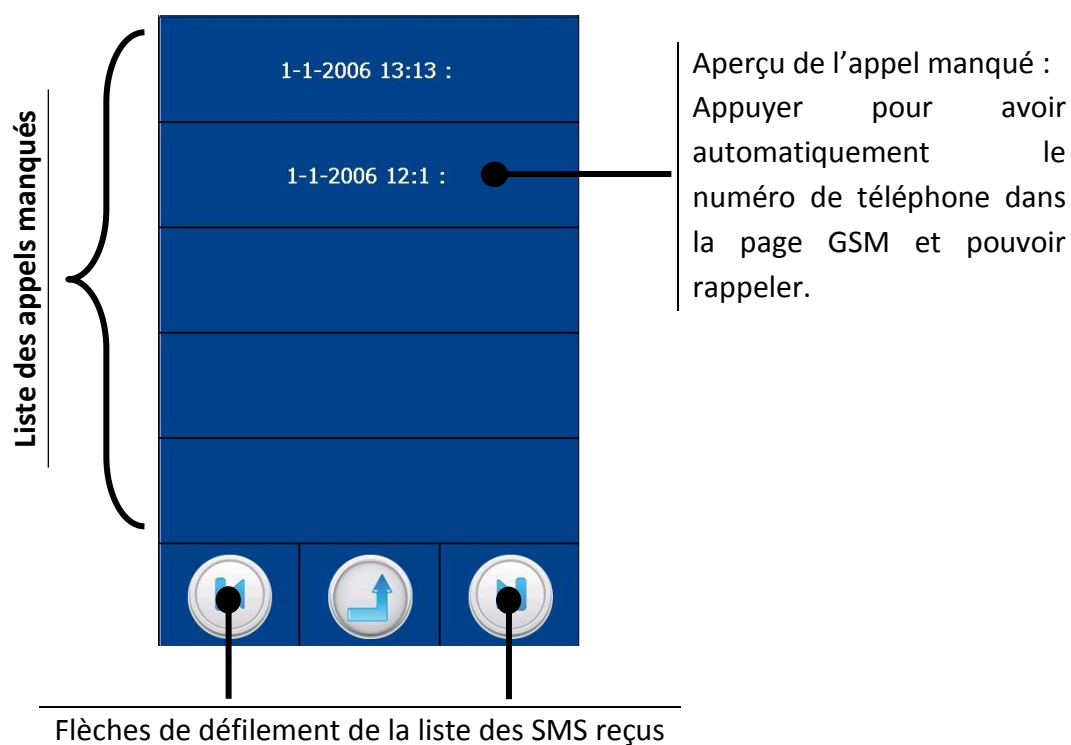 Liste des appels manqués
1-1-2006 13:13 :
1-1-2006 12:1 :
Aperçu de l’appel manqué :
Appuyer pour avoir
automatiquement le
numéro de téléphone dans
la page GSM et pouvoir
rappeler.
Flèches de défilement de la liste des SMS reçus